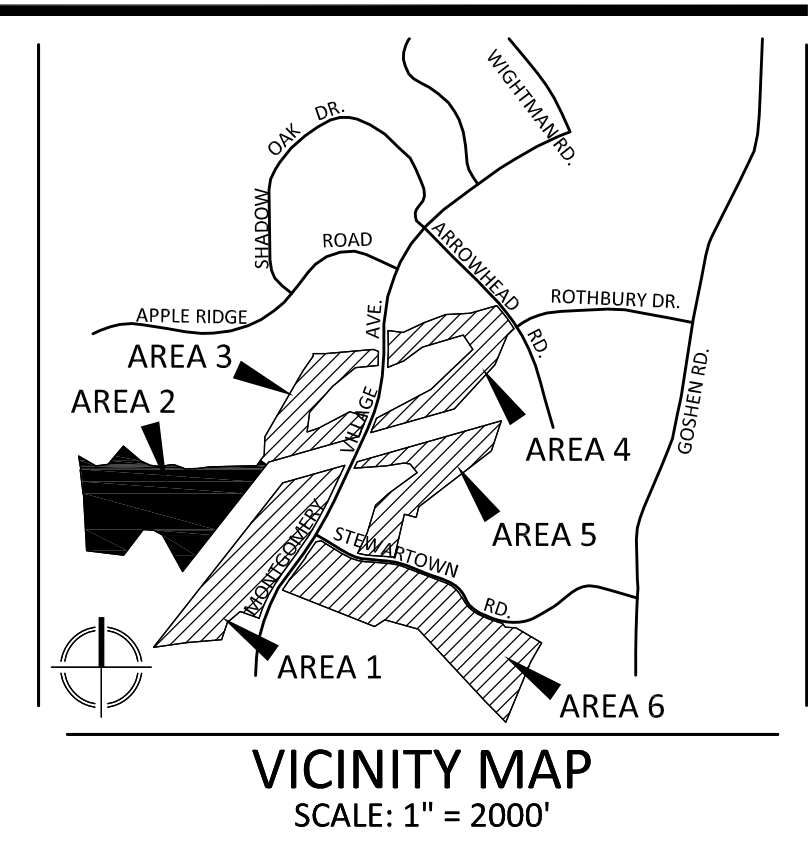 WIGHTMAN RD.
OAK DR.
SHADOW
ROAD
ARROWHEAD
RD.
ROTHBURY DR.
APPLE RIDGE
AVE.
VILLAGE
MONTGOMERY
GOSHEN RD.
AREA 3
AREA 2
AREA 4
AREA 5
STEWARTOWN
RD.
AREA 1
AREA 6
VICINITY MAP
SCALE: 1" = 2000'